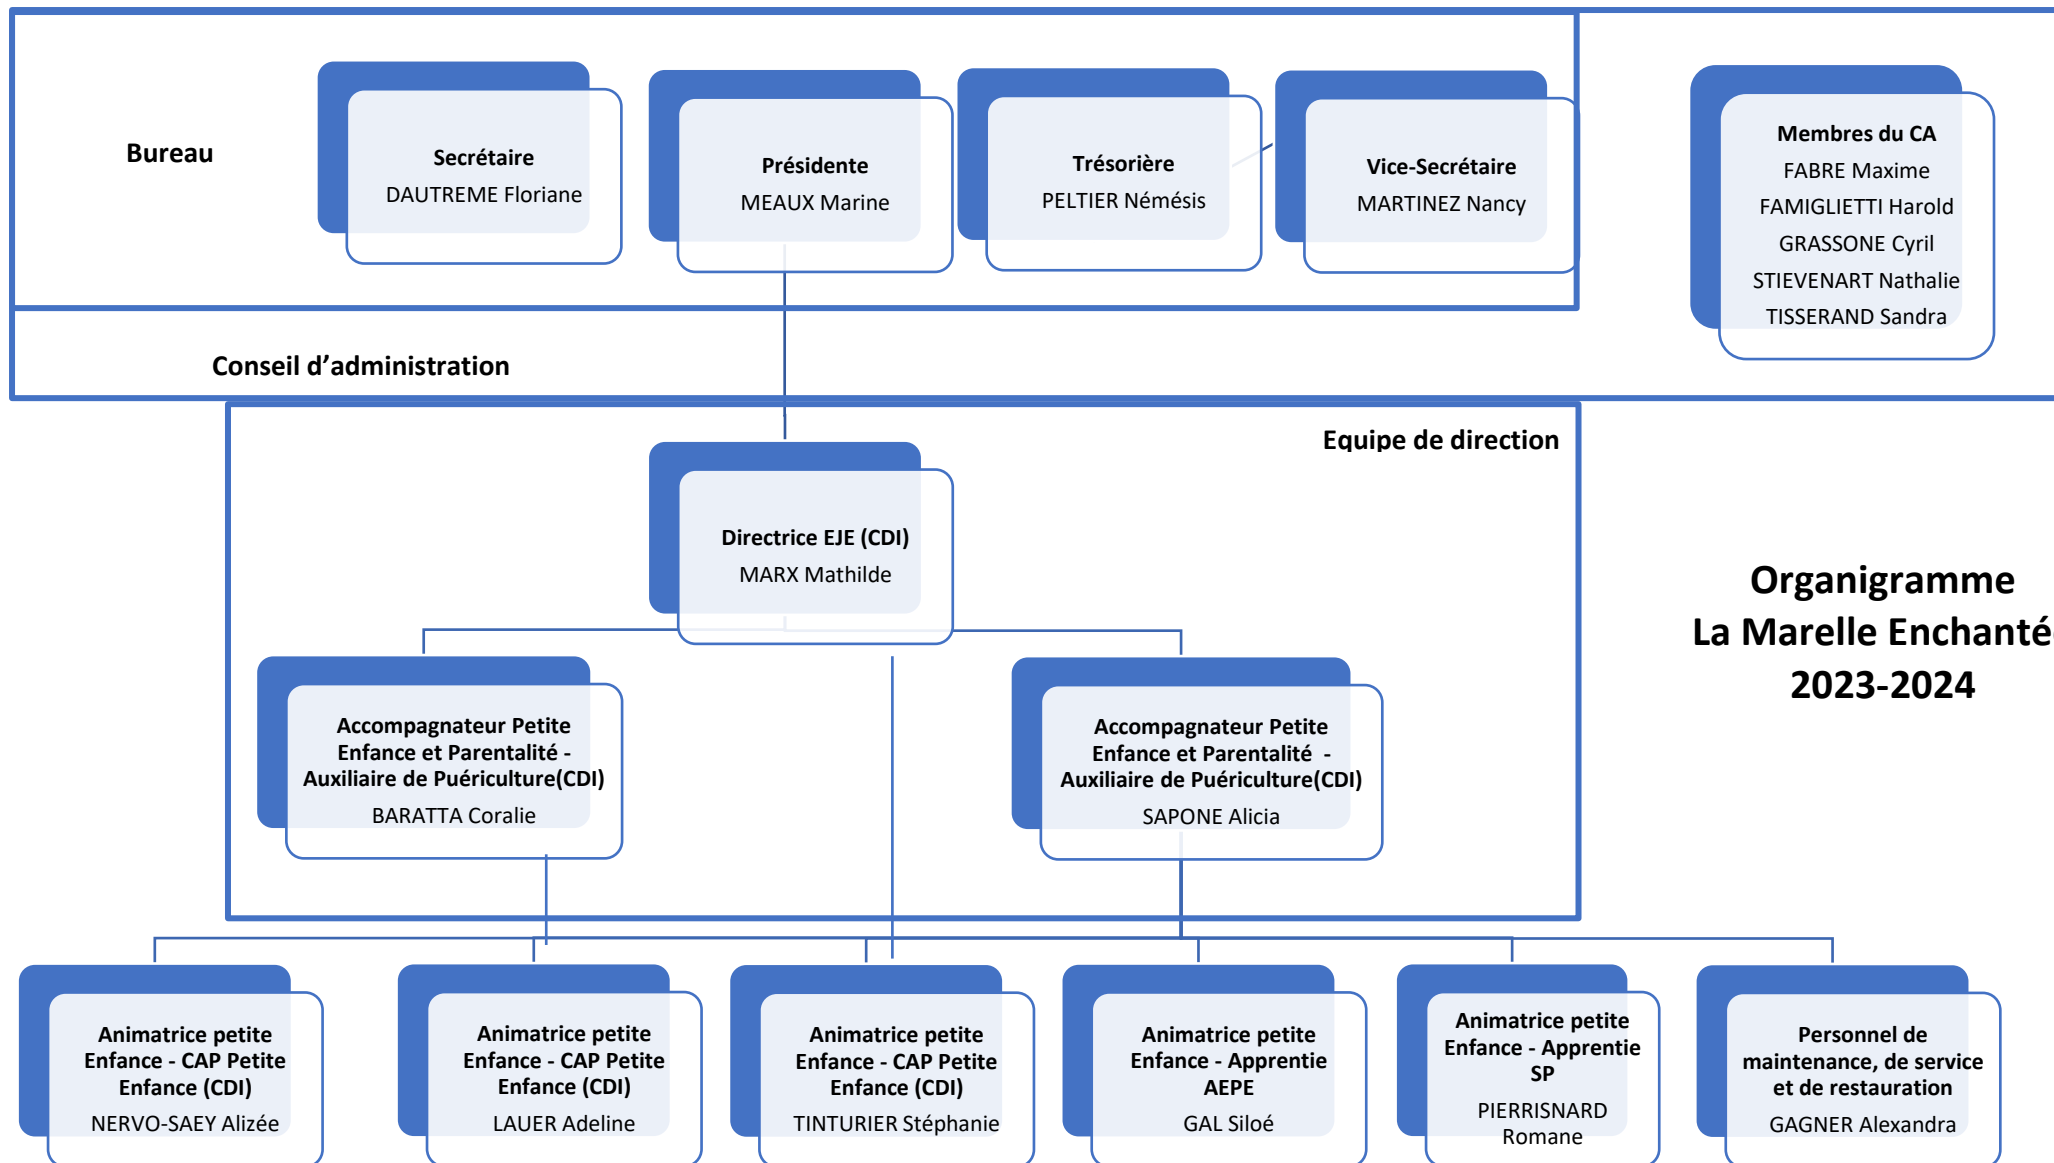 Bureau
Secrétaire
DAUTREME Floriane
Présidente
MEAUX Marine
Trésorière
PELTIER Némésis
Vice-Secrétaire
MARTINEZ Nancy
Membres du CA
FABRE Maxime
FAMIGLIETTI Harold
GRASSONE Cyril
STIEVENART Nathalie
TISSERAND Sandra
Conseil d’administration
Equipe de direction
Directrice EJE (CDI)
MARX Mathilde
Organigramme
La Marelle Enchantée
2023-2024
Accompagnateur Petite
Enfance et Parentalité -
Auxiliaire de Puériculture(CDI)
BARATTA Coralie
Accompagnateur Petite
Enfance et Parentalité -
Auxiliaire de Puériculture(CDI)
SAPONE Alicia
Animatrice petite
Enfance - CAP Petite
Enfance (CDI)
NERVO-SAEY Alizée
Animatrice petite
Enfance - CAP Petite
Enfance (CDI)
LAUER Adeline
Animatrice petite
Enfance - CAP Petite
Enfance (CDI)
TINTURIER Stéphanie
Animatrice petite
Enfance - Apprentie
AEPE
GAL Siloé
Animatrice petite
Enfance - Apprentie
SP
PIERRISNARD
Romane
Personnel de
maintenance, de service
et de restauration
GAGNER Alexandra